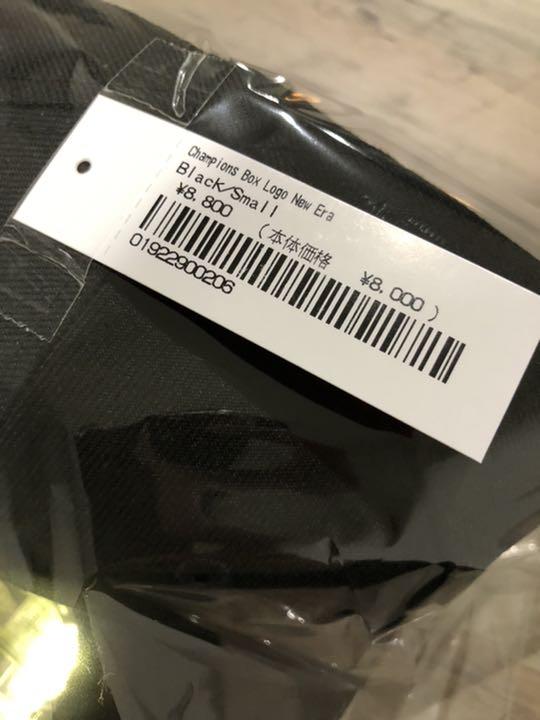 Champions Box Logo New Era
Black/Small
¥8,800 (本体価格 ¥8,000)
01922900206